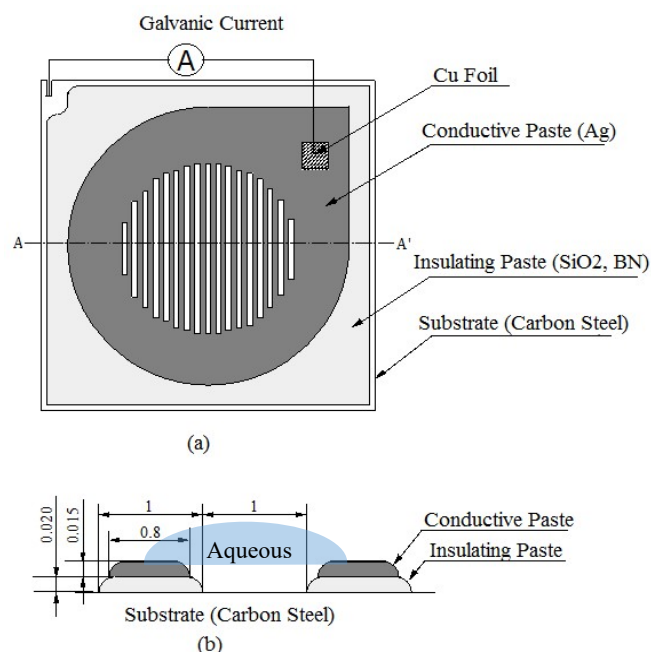 Galvanic Current
A
Cu Foil
Conductive Paste (Ag)
A
A'
Insulating Paste (SiO2, BN)
Substrate (Carbon Steel)
(a)
0.020
0.015
1
1
0.8
Aqueous
Conductive Paste
Insulating Paste
Substrate (Carbon Steel)
(b)